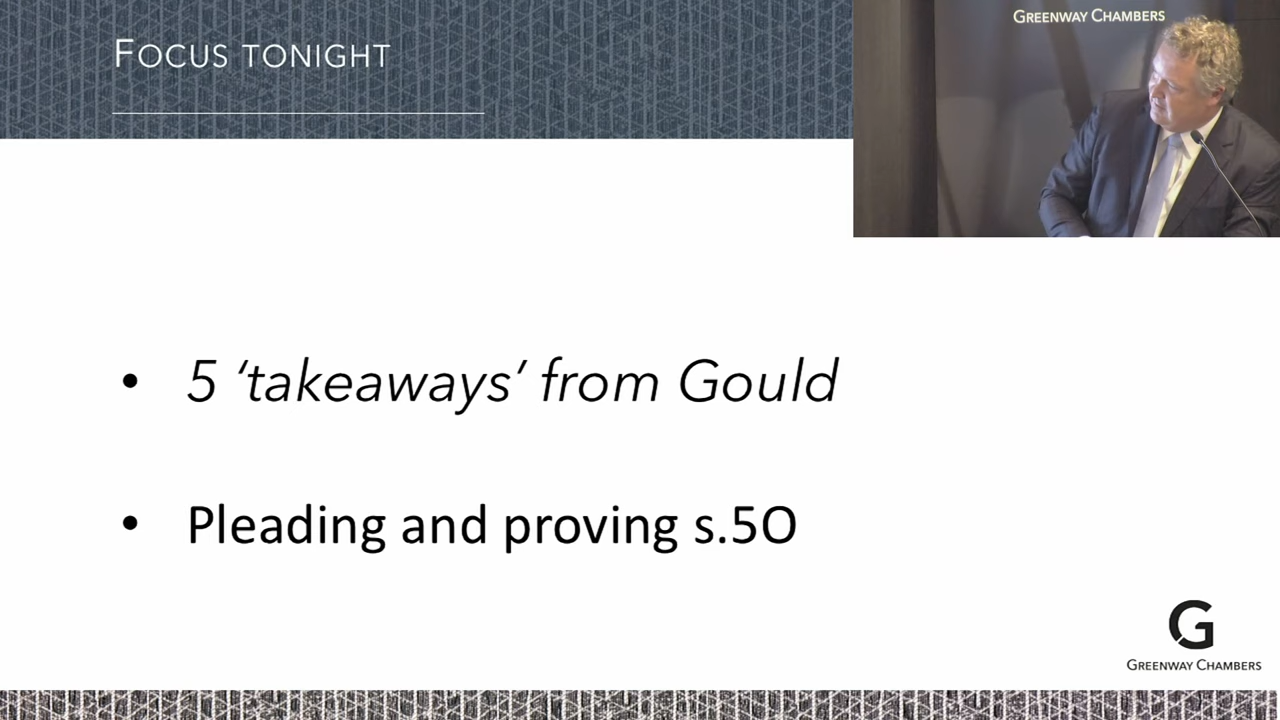 FOCUS TONIGHT
GREENWAY CHAMBERS
• 5 ‘takeaways’ from Gould
• Pleading and proving s.5O
G
GREENWAY CHAMBERS